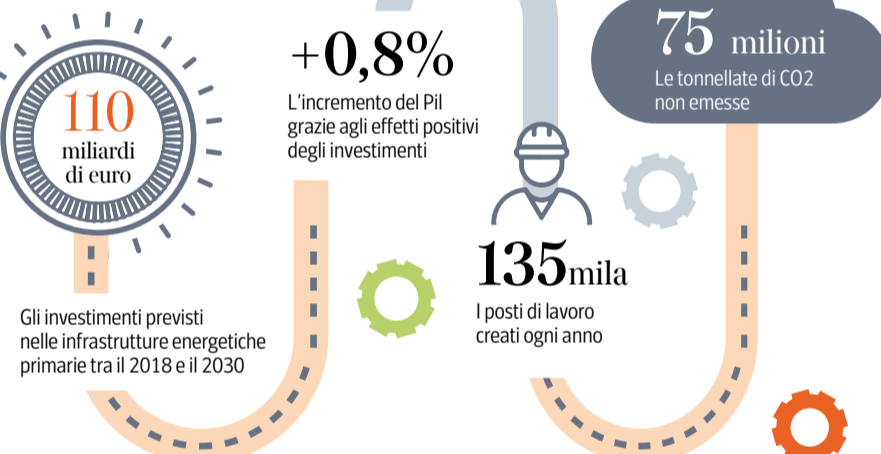 110
miliardi
di euro
Gli investimenti previsti
nelle infrastrutture energetiche
primarie tra il 2018 e il 2030
+0,8%
L'incremento del Pil
grazie agli effetti positivi
degli investimenti
135mila
I posti di lavoro
creati ogni anno
75 milioni
Le tonnellate di CO2
non emesse